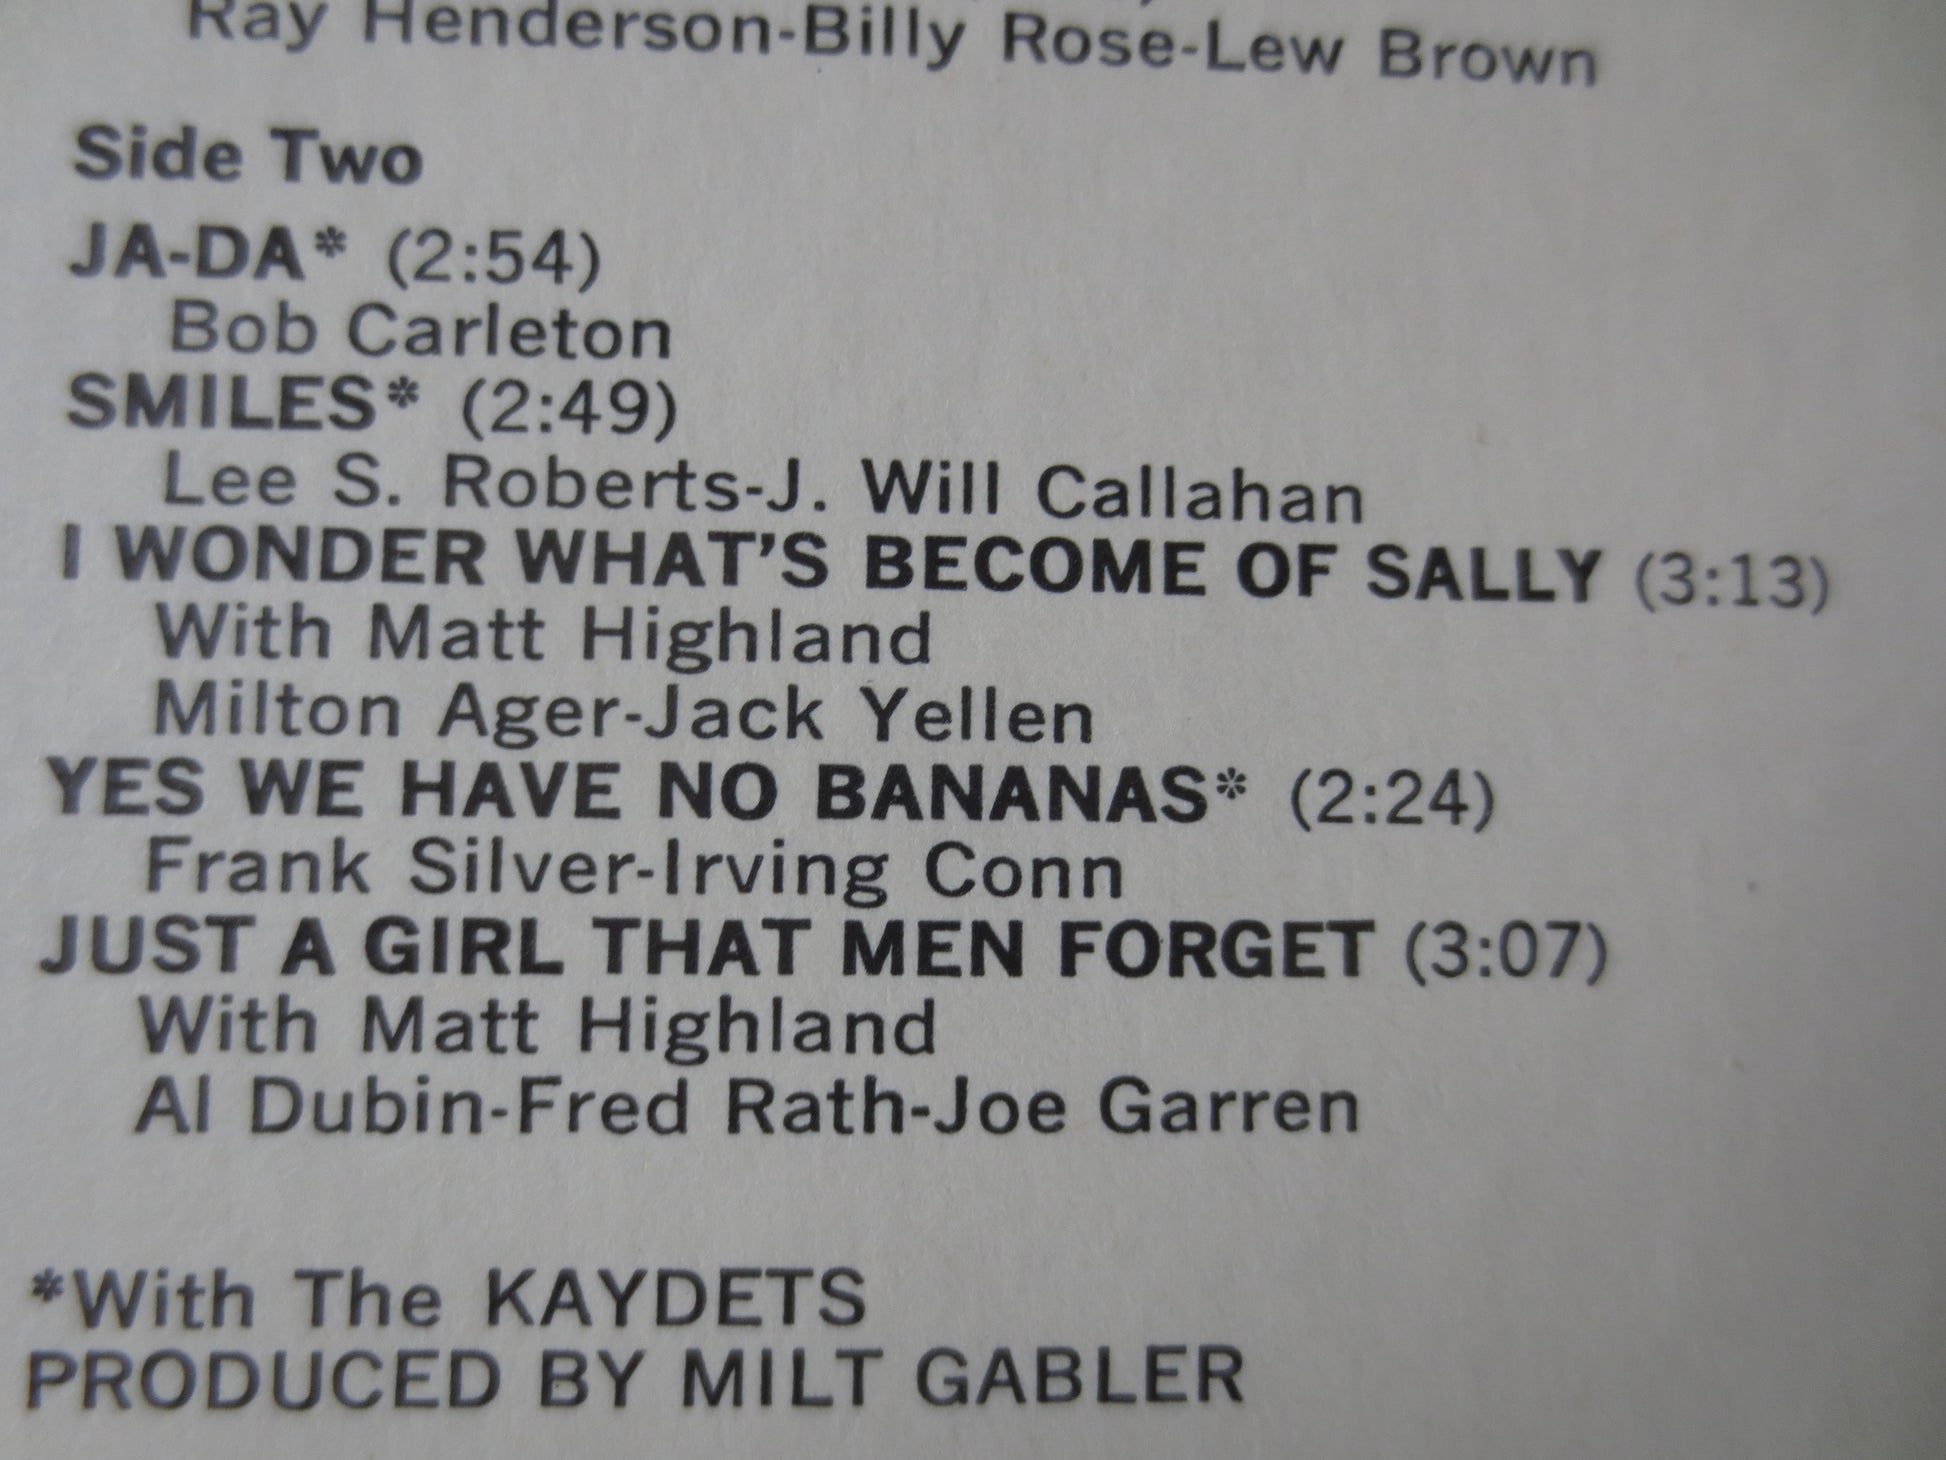 Ray Henderson-Billy Rose-Lew Brown
Side Two
JA-DA* (2:54)
Bob Carleton
SMILES* (2:49)
Lee S. Roberts-J. Will Callahan
I WONDER WHAT'S BECOME OF SALLY (3:13)
With Matt Highland
Milton Ager-Jack Yellen
YES WE HAVE NO BANANAS* (2:24)
Frank Silver-Irving Conn
JUST A GIRL THAT MEN FORGET (3:07)
With Matt Highland
Al Dubin-Fred Rath-Joe Garren
*With The KAYDETS
PRODUCED BY MILT GABLER